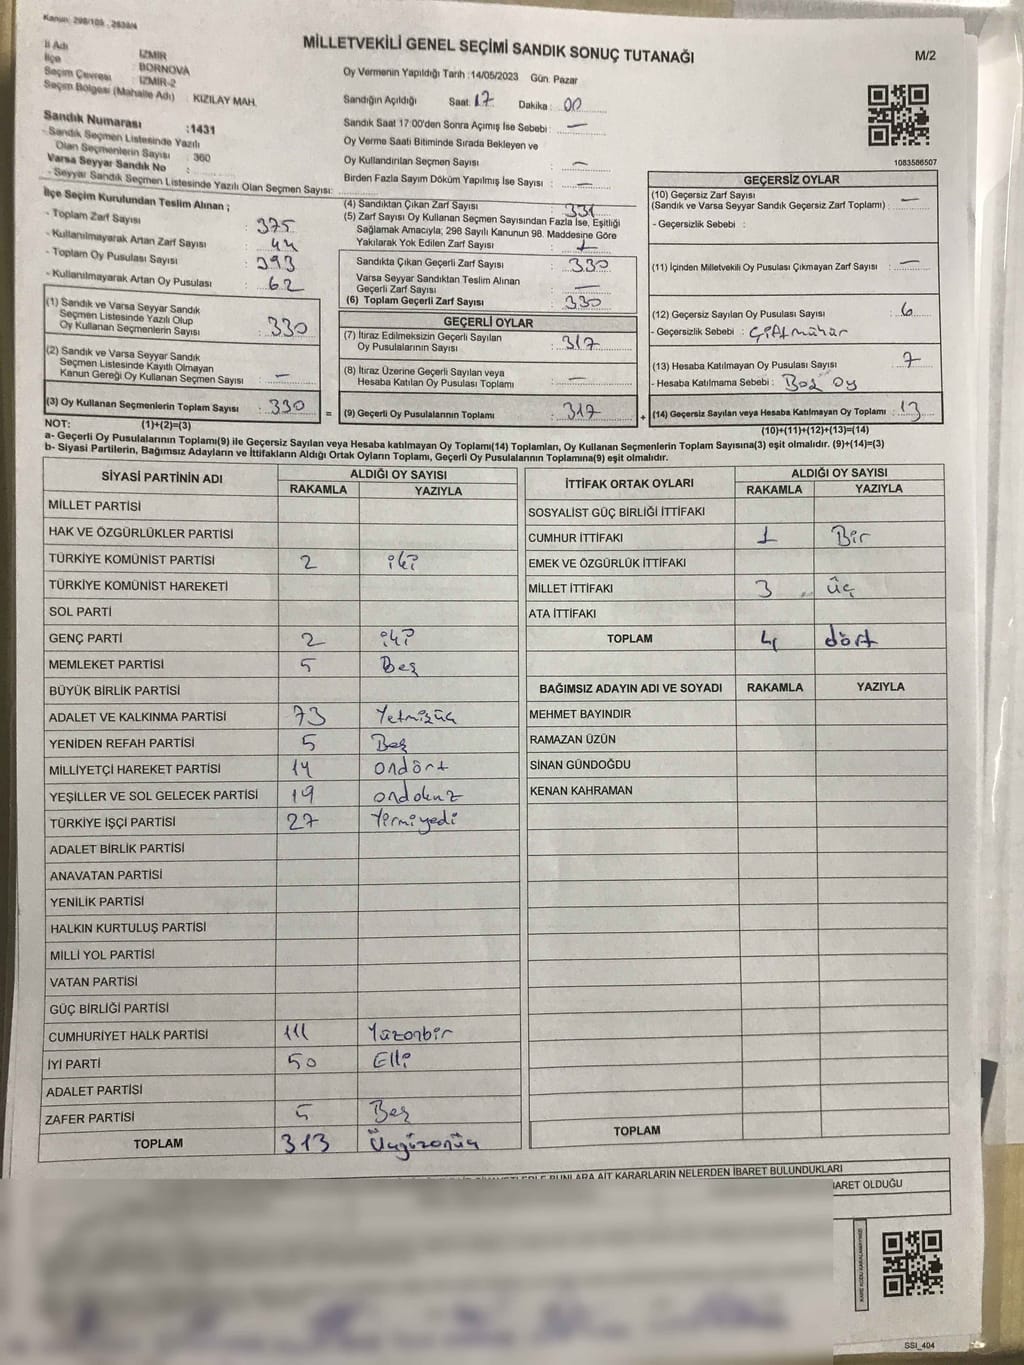 Kanun: 298/105 , 2839/4
MİLLETVEKİLİ GENEL SEÇİMİ SANDIK SONUÇ TUTANAĞI
M/2
İl Adı : İZMİR
İlçe : BORNOVA
Seçim Çevresi : İZMİR-2
Seçim Bölgesi (Mahalle Adı) : KIZILAY MAH.
Sandık Numarası : 1431
- Sandık Seçmen Listesinde Yazılı
Olan Seçmenlerin Sayısı : 360
Varsa Seyyar Sandık No :
- Seyyar Sandık Seçmen Listesinde Yazılı Olan Seçmen Sayısı:
Oy Vermenin Yapıldığı Tarih : 14/05/2023 Gün: Pazar
Sandığın Açıldığı Saat: 17 Dakika : 00
Sandık Saat 17:00'den Sonra Açımış İse Sebebi : —
Oy Verme Saati Bitiminde Sırada Bekleyen ve
Oy Kullandırılan Seçmen Sayısı : —
Birden Fazla Sayım Döküm Yapılmış İse Sayısı : —
1083586507
İlçe Seçim Kurulundan Teslim Alınan ;
- Toplam Zarf Sayısı : 375
- Kullanılmayarak Artan Zarf Sayısı : 44
- Toplam Oy Pusulası Sayısı : 393
- Kullanılmayarak Artan Oy Pusulası : 62
(1) Sandık ve Varsa Seyyar Sandık
Seçmen Listesinde Yazılı Olup
Oy Kullanan Seçmenlerin Sayısı : 330
(2) Sandık ve Varsa Seyyar Sandık
Seçmen Listesinde Kayıtlı Olmayan
Kanun Gereği Oy Kullanan Seçmen Sayısı : —
(3) Oy Kullanan Seçmenlerin Toplam Sayısı : 330
(4) Sandıktan Çıkan Zarf Sayısı : 331
(5) Zarf Sayısı Oy Kullanan Seçmen Sayısından Fazla İse, Eşitliği
Sağlamak Amacıyla; 298 Sayılı Kanunun 98. Maddesine Göre
Yakılarak Yok Edilen Zarf Sayısı : 1
Sandıkta Çıkan Geçerli Zarf Sayısı : 330
Varsa Seyyar Sandıktan Teslim Alınan
Geçerli Zarf Sayısı : —
(6) Toplam Geçerli Zarf Sayısı : 330
GEÇERLİ OYLAR
(7) İtiraz Edilmeksizin Geçerli Sayılan
Oy Pusulalarının Sayısı : 317
(8) İtiraz Üzerine Geçerli Sayılan veya
Hesaba Katılan Oy Pusulası Toplamı : —
= (9) Geçerli Oy Pusulalarının Toplamı : 317 +
GEÇERSİZ OYLAR
(10) Geçersiz Zarf Sayısı
(Sandık ve Varsa Seyyar Sandık Geçersiz Zarf Toplamı) : —
- Geçersizlik Sebebi :
(11) İçinden Milletvekili Oy Pusulası Çıkmayan Zarf Sayısı : —
(12) Geçersiz Sayılan Oy Pusulası Sayısı : 6
- Geçersizlik Sebebi : Çift mühür
(13) Hesaba Katılmayan Oy Pusulası Sayısı : 7
- Hesaba Katılmama Sebebi : Boş Oy
(14) Geçersiz Sayılan veya Hesaba Katılmayan Oy Toplamı : 13
NOT: (1)+(2)=(3)
(10)+(11)+(12)+(13)=(14)
a- Geçerli Oy Pusulalarının Toplamı(9) ile Geçersiz Sayılan veya Hesaba katılmayan Oy Toplamı(14) Toplamları, Oy Kullanan Seçmenlerin Toplam Sayısına(3) eşit olmalıdır. (9)+(14)=(3)
b- Siyasi Partilerin, Bağımsız Adayların ve İttifakların Aldığı Ortak Oyların Toplamı, Geçerli Oy Pusulalarının Toplamına(9) eşit olmalıdır.
SİYASİ PARTİNİN ADI ALDIĞI OY SAYISI
RAKAMLA YAZIYLA
MİLLET PARTİSİ
HAK VE ÖZGÜRLÜKLER PARTİSİ
TÜRKİYE KOMÜNİST PARTİSİ 2 iki
TÜRKİYE KOMÜNİST HAREKETİ
SOL PARTİ
GENÇ PARTİ 2 iki
MEMLEKET PARTİSİ 5 Beş
BÜYÜK BİRLİK PARTİSİ
ADALET VE KALKINMA PARTİSİ 73 Yetmişüç
YENİDEN REFAH PARTİSİ 5 Beş
MİLLİYETÇİ HAREKET PARTİSİ 14 ondört
YEŞİLLER VE SOL GELECEK PARTİSİ 19 ondokuz
TÜRKİYE İŞÇİ PARTİSİ 27 Yirmiyedi
ADALET BİRLİK PARTİSİ
ANAVATAN PARTİSİ
YENİLİK PARTİSİ
HALKIN KURTULUŞ PARTİSİ
MİLLİ YOL PARTİSİ
VATAN PARTİSİ
GÜÇ BİRLİĞİ PARTİSİ
CUMHURİYET HALK PARTİSİ 111 Yüzonbir
İYİ PARTİ 50 Elli
ADALET PARTİSİ
ZAFER PARTİSİ 5 Beş
TOPLAM 313 Üçyüzonüç
İTTİFAK ORTAK OYLARI ALDIĞI OY SAYISI
RAKAMLA YAZIYLA
SOSYALİST GÜÇ BİRLİĞİ İTTİFAKI
CUMHUR İTTİFAKI 1 Bir
EMEK VE ÖZGÜRLÜK İTTİFAKI
MİLLET İTTİFAKI 3 üç
ATA İTTİFAKI
TOPLAM 4 dört
BAĞIMSIZ ADAYIN ADI VE SOYADI RAKAMLA YAZIYLA
MEHMET BAYINDIR
RAMAZAN ÜZÜN
SİNAN GÜNDOĞDU
KENAN KAHRAMAN
TOPLAM
BUNLARA AİT KARARLARIN NELERDEN İBARET BULUNDUKLARI
İBARET OLDUĞU
KARE KODU KARALAMAYINIZ!
SSI_404